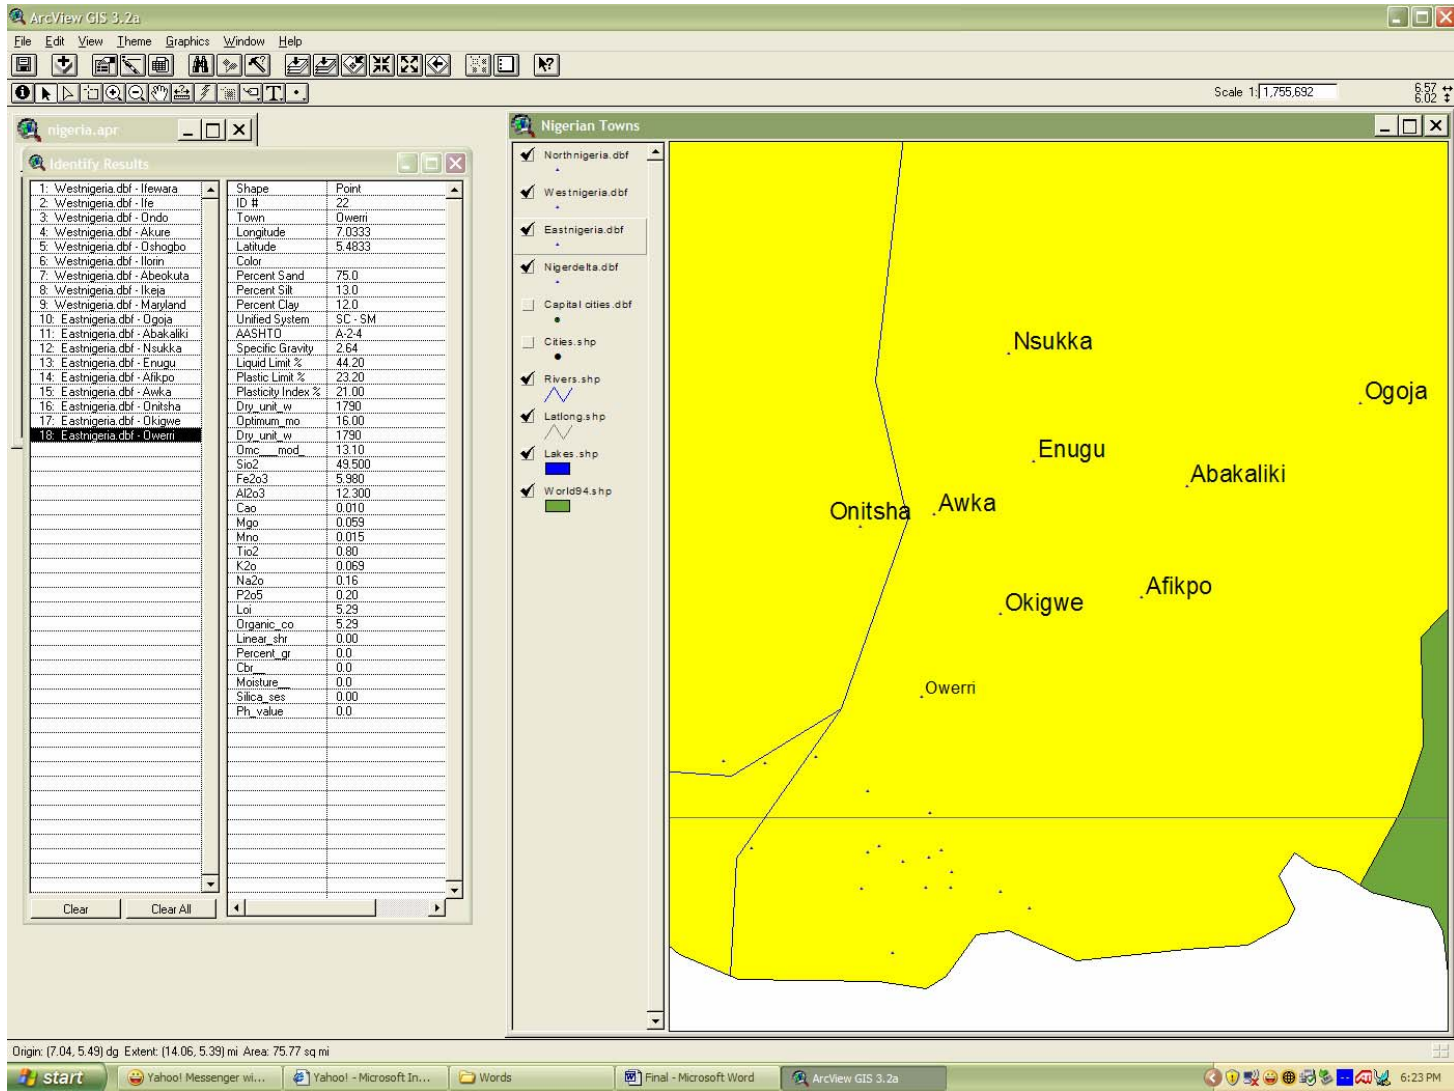 ArcView GIS 3.2a
File Edit View Theme Graphics Window Help
Scale 1: 1,755,692
6.57
6.02
nigeria.apr
Identify Results
1: Westnigeria.dbf - Ifewara
2: Westnigeria.dbf - Ife
3: Westnigeria.dbf - Ondo
4: Westnigeria.dbf - Akure
5: Westnigeria.dbf - Oshogbo
6: Westnigeria.dbf - Ilorin
7: Westnigeria.dbf - Abeokuta
8: Westnigeria.dbf - Ikeja
9: Westnigeria.dbf - Maryland
10: Eastnigeria.dbf - Ogoja
11: Eastnigeria.dbf - Abakaliki
12: Eastnigeria.dbf - Nsukka
13: Eastnigeria.dbf - Enugu
14: Eastnigeria.dbf - Afikpo
15: Eastnigeria.dbf - Awka
16: Eastnigeria.dbf - Onitsha
17: Eastnigeria.dbf - Okigwe
18: Eastnigeria.dbf - Owerri
Clear Clear All
Shape Point
ID # 22
Town Owerri
Longitude 7.0333
Latitude 5.4833
Color
Percent Sand 75.0
Percent Silt 13.0
Percent Clay 12.0
Unified System SC - SM
AASHTO A-2-4
Specific Gravity 2.64
Liquid Limit % 44.20
Plastic Limit % 23.20
Plasticity Index % 21.00
Dry_unit_w 1790
Optimum_mo 16.00
Dry_unit_w 1790
Omc___mod_ 13.10
Sio2 49.500
Fe2o3 5.980
Al2o3 12.300
Cao 0.010
Mgo 0.059
Mno 0.015
Tio2 0.80
K2o 0.069
Na2o 0.16
P2o5 0.20
Loi 5.29
Organic_co 5.29
Linear_shr 0.00
Percent_gr 0.0
Cbr__ 0.0
Moisture__ 0.0
Silica_ses 0.00
Ph_value 0.0
Nigerian Towns
Northnigeria.dbf
Westnigeria.dbf
Eastnigeria.dbf
Nigerdelta.dbf
Capital cities.dbf
Cities.shp
Rivers.shp
Latlong.shp
Lakes.shp
World94.shp
Nsukka
Ogoja
Enugu
Abakaliki
Onitsha
Awka
Afikpo
Okigwe
Owerri
Origin: (7.04, 5.49) dg Extent: (14.06, 5.39) mi Area: 75.77 sq mi
start
Yahoo! Messenger wi...
Yahoo! - Microsoft In...
Words
Final - Microsoft Word
ArcView GIS 3.2a
6:23 PM